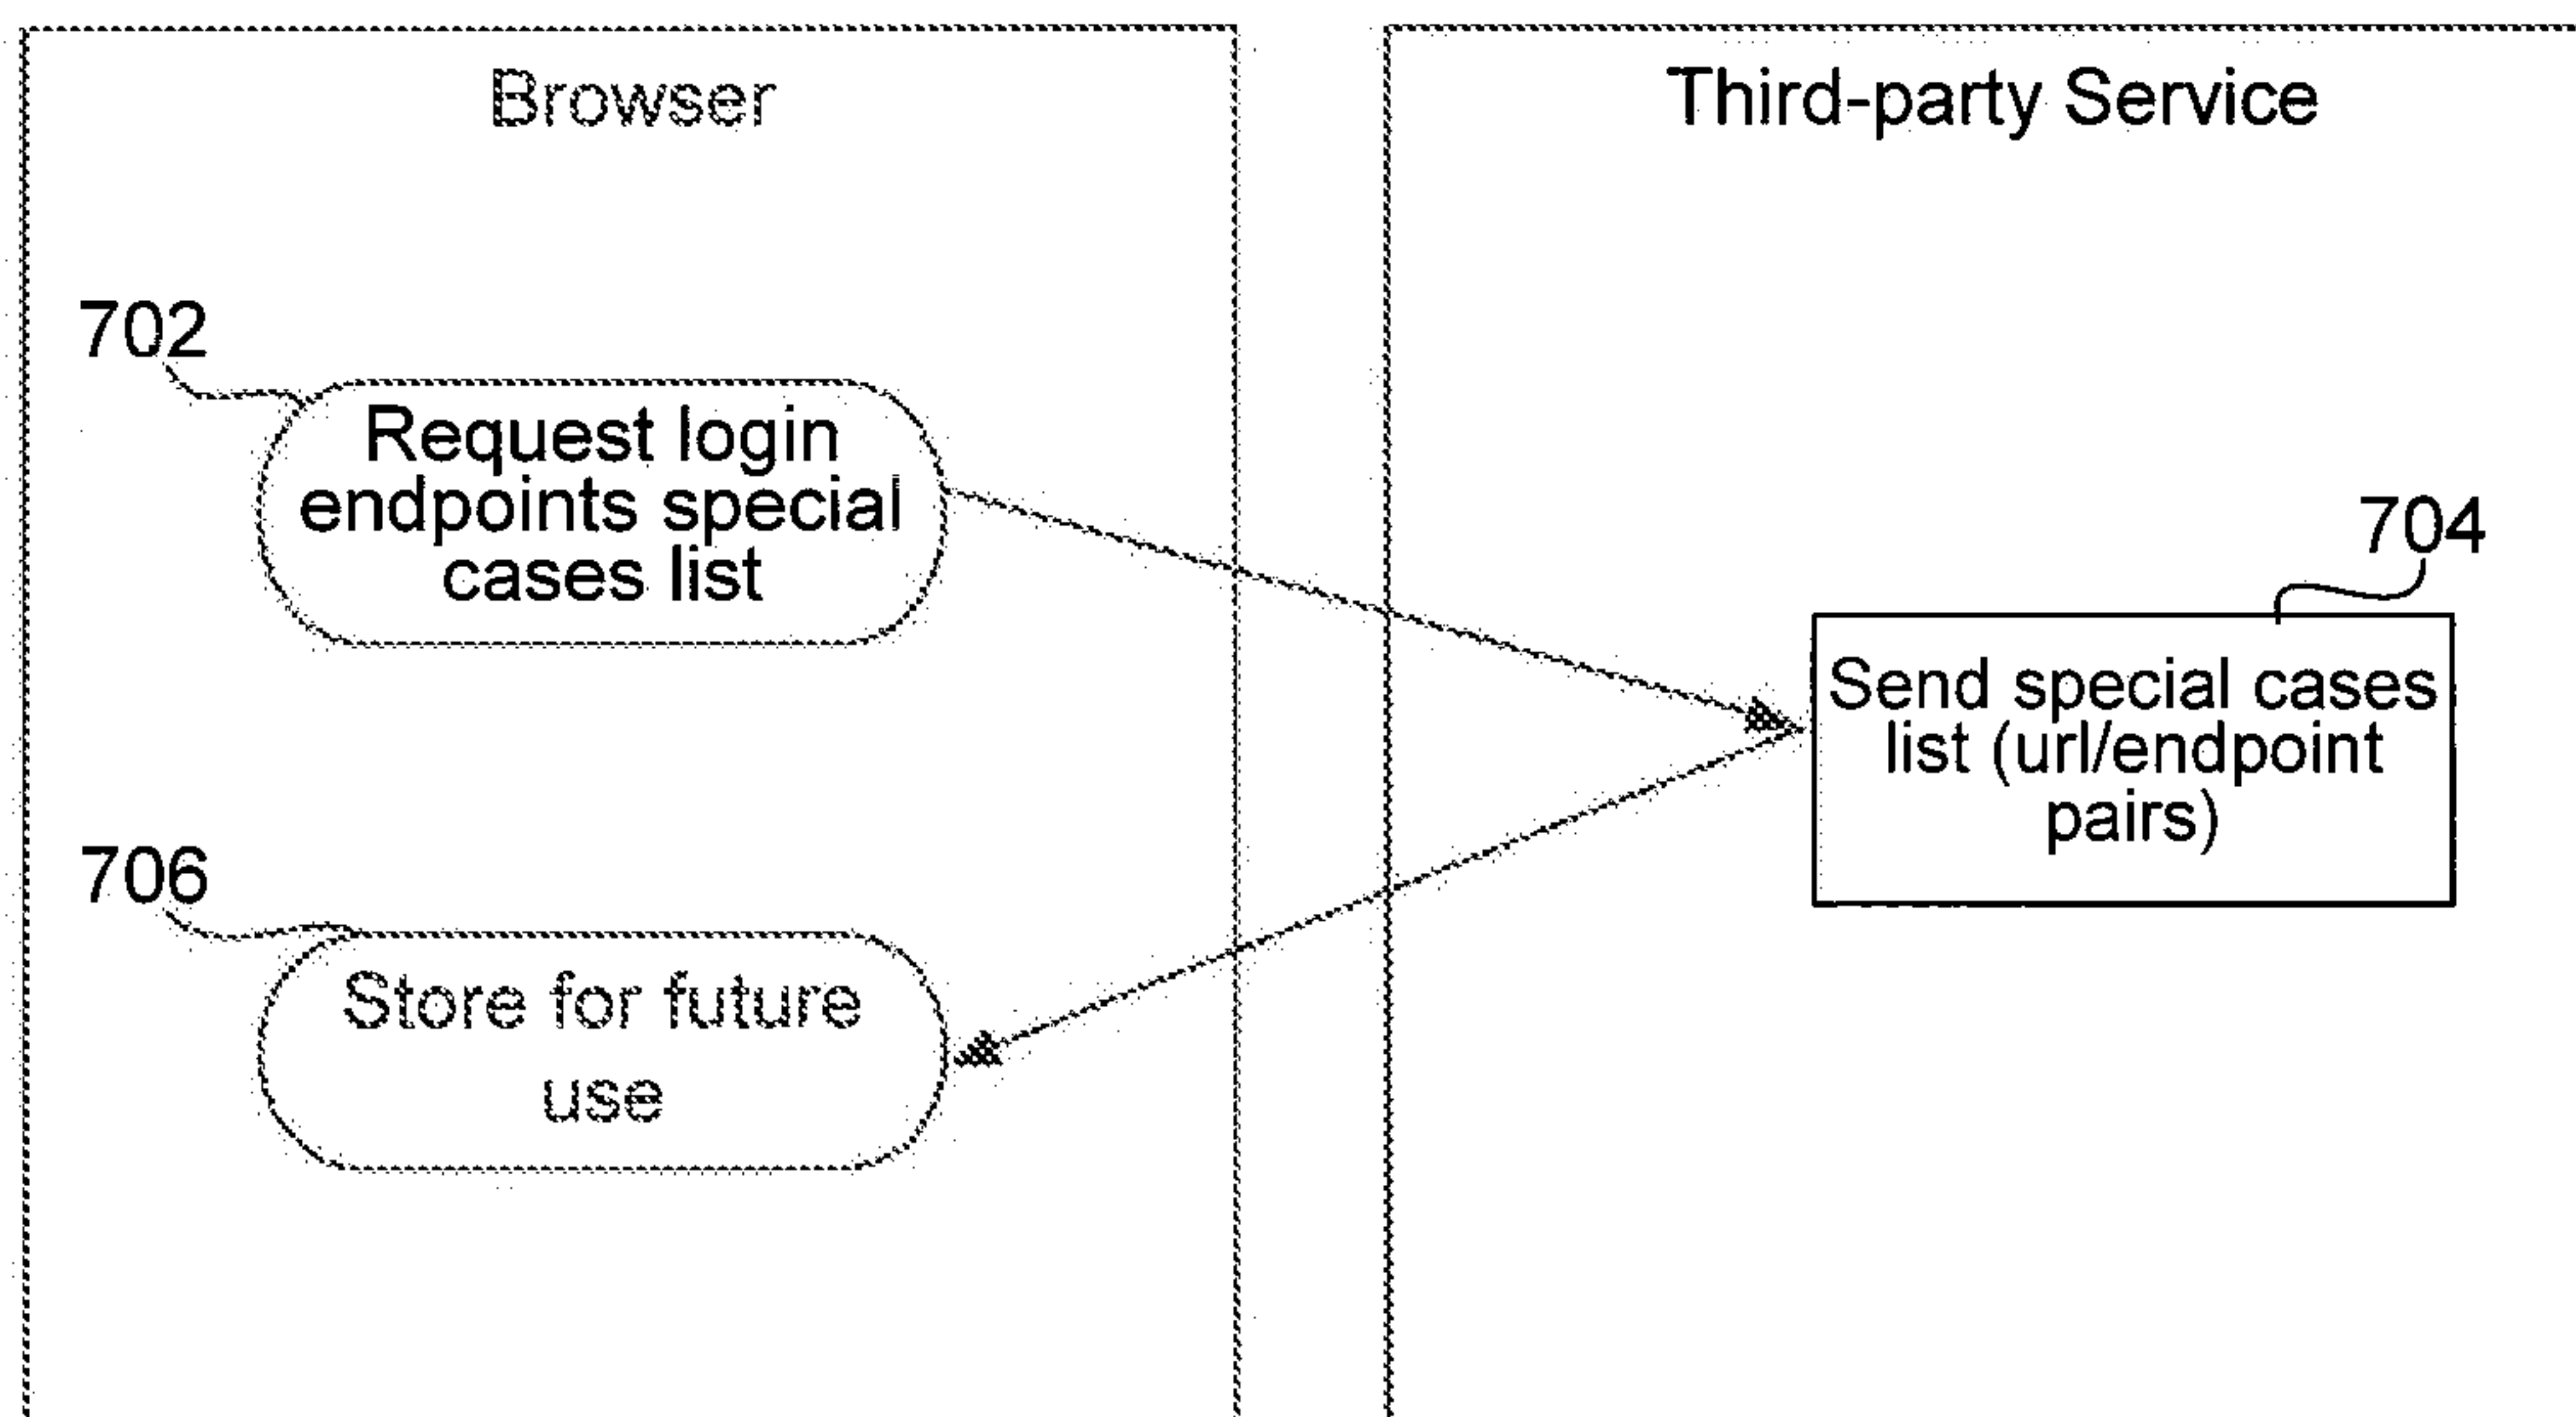 Browser
Third-party Service
702
Request login
endpoints special
cases list
704
Send special cases
list (url/endpoint
pairs)
706
Store for future
use